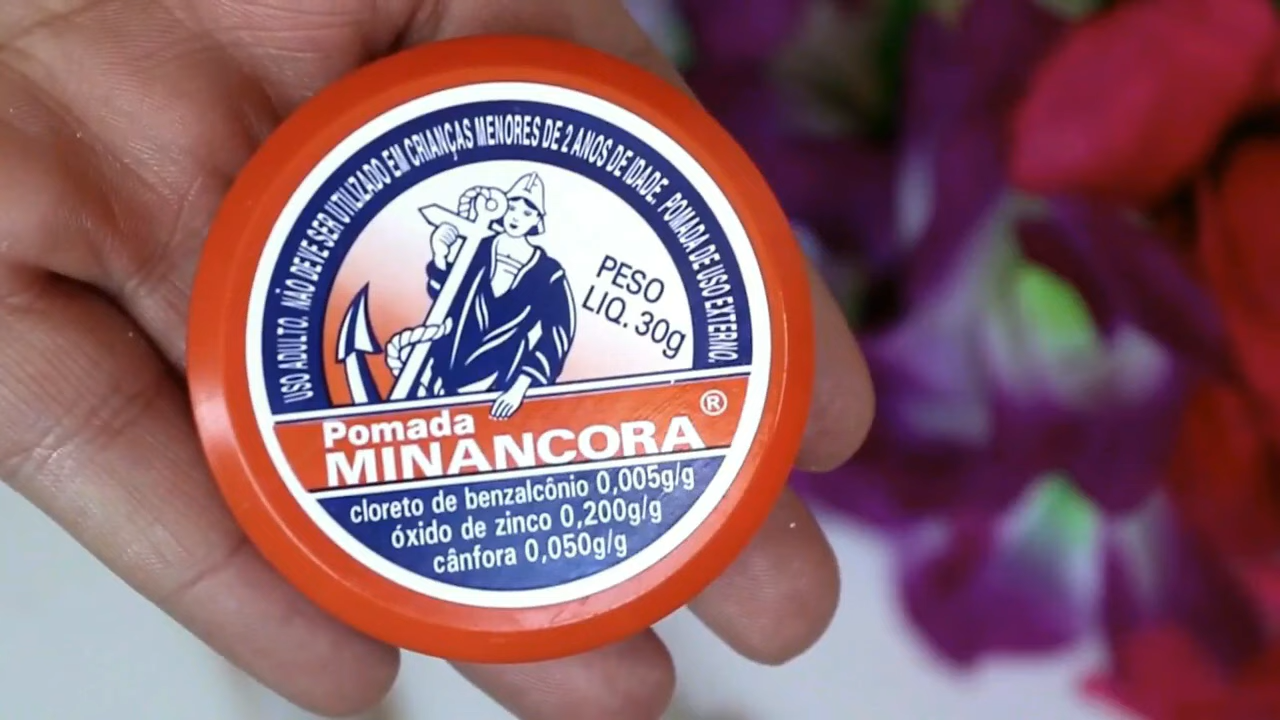 USO ADULTO. NÃO DEVE SER UTILIZADO EM CRIANÇAS MENORES DE 2 ANOS DE IDADE. POMADA DE USO EXTERNO.
PESO
LIQ. 30g
Pomada
MINANCORA®
cloreto de benzalcônio 0,005g/g
óxido de zinco 0,200g/g
cânfora 0,050g/g